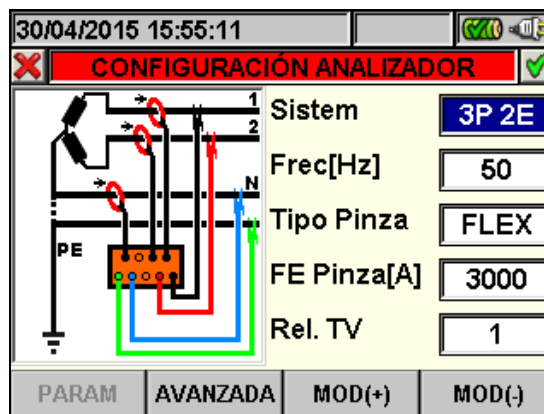 30/04/2015 15:55:11
CONFIGURACIÓN ANALIZADOR
1
2
N
PE
Sistem 3P 2E
Frec[Hz] 50
Tipo Pinza FLEX
FE Pinza[A] 3000
Rel. TV 1
PARAM AVANZADA MOD(+) MOD(-)